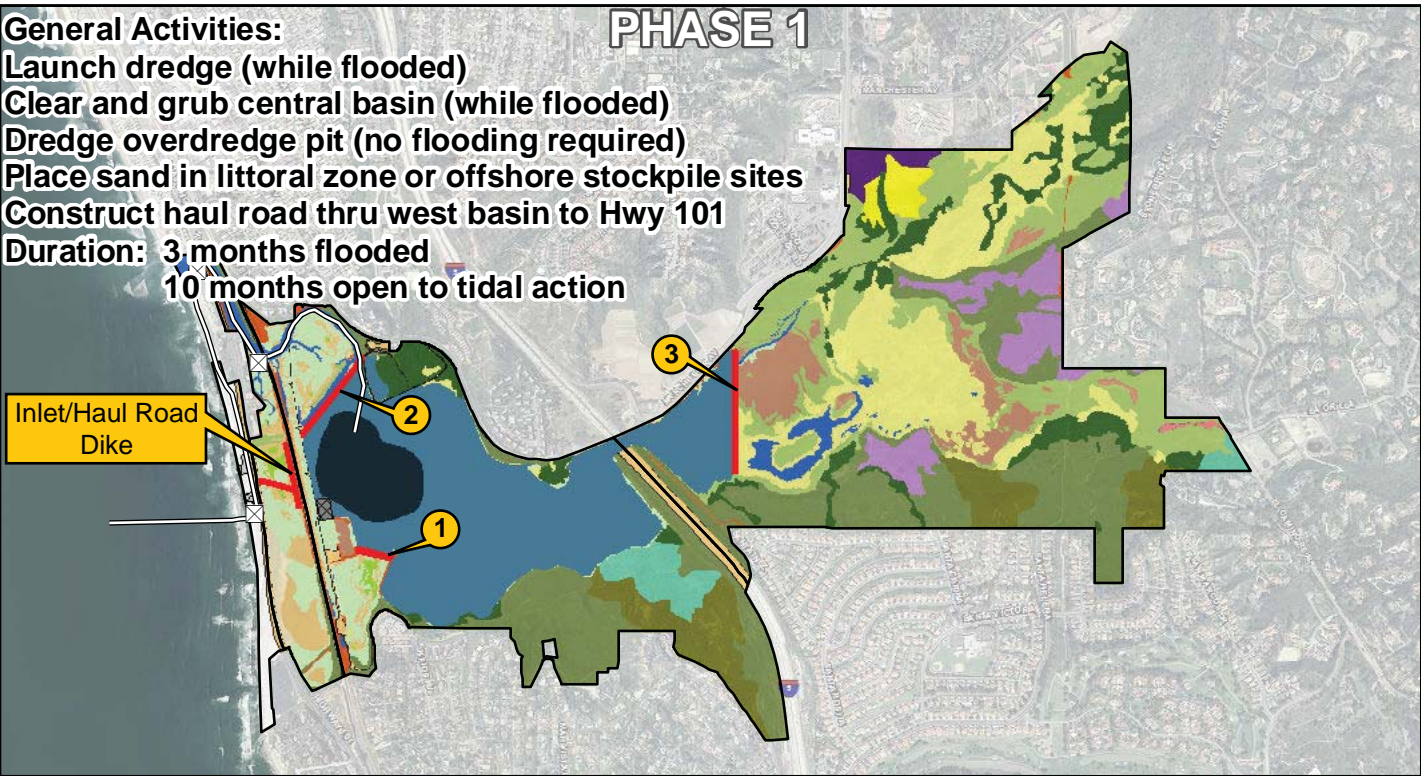 PHASE 1
General Activities:
Launch dredge (while flooded)
Clear and grub central basin (while flooded)
Dredge overdredge pit (no flooding required)
Place sand in littoral zone or offshore stockpile sites
Construct haul road thru west basin to Hwy 101
Duration: 3 months flooded
10 months open to tidal action
MANCHESTER AV
3
2
Inlet/Haul Road
Dike
1